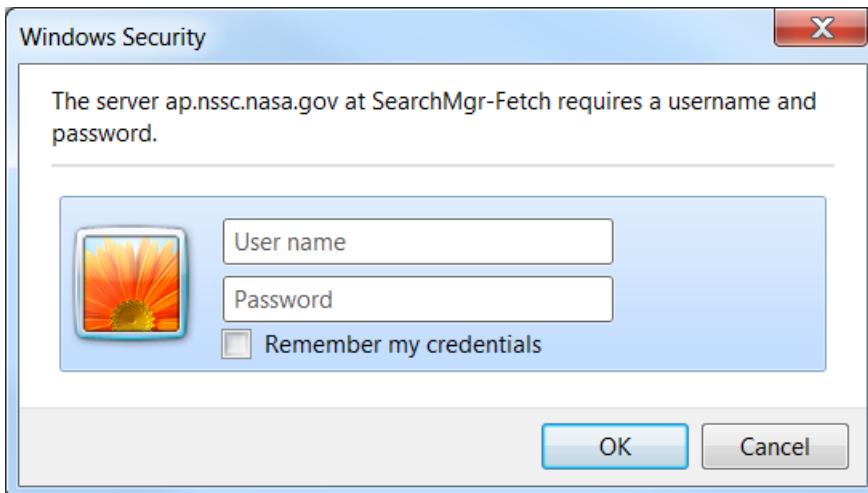 Windows Security
The server ap.nssc.nasa.gov at SearchMgr-Fetch requires a username and
password.
User name
Password
Remember my credentials
OK
Cancel